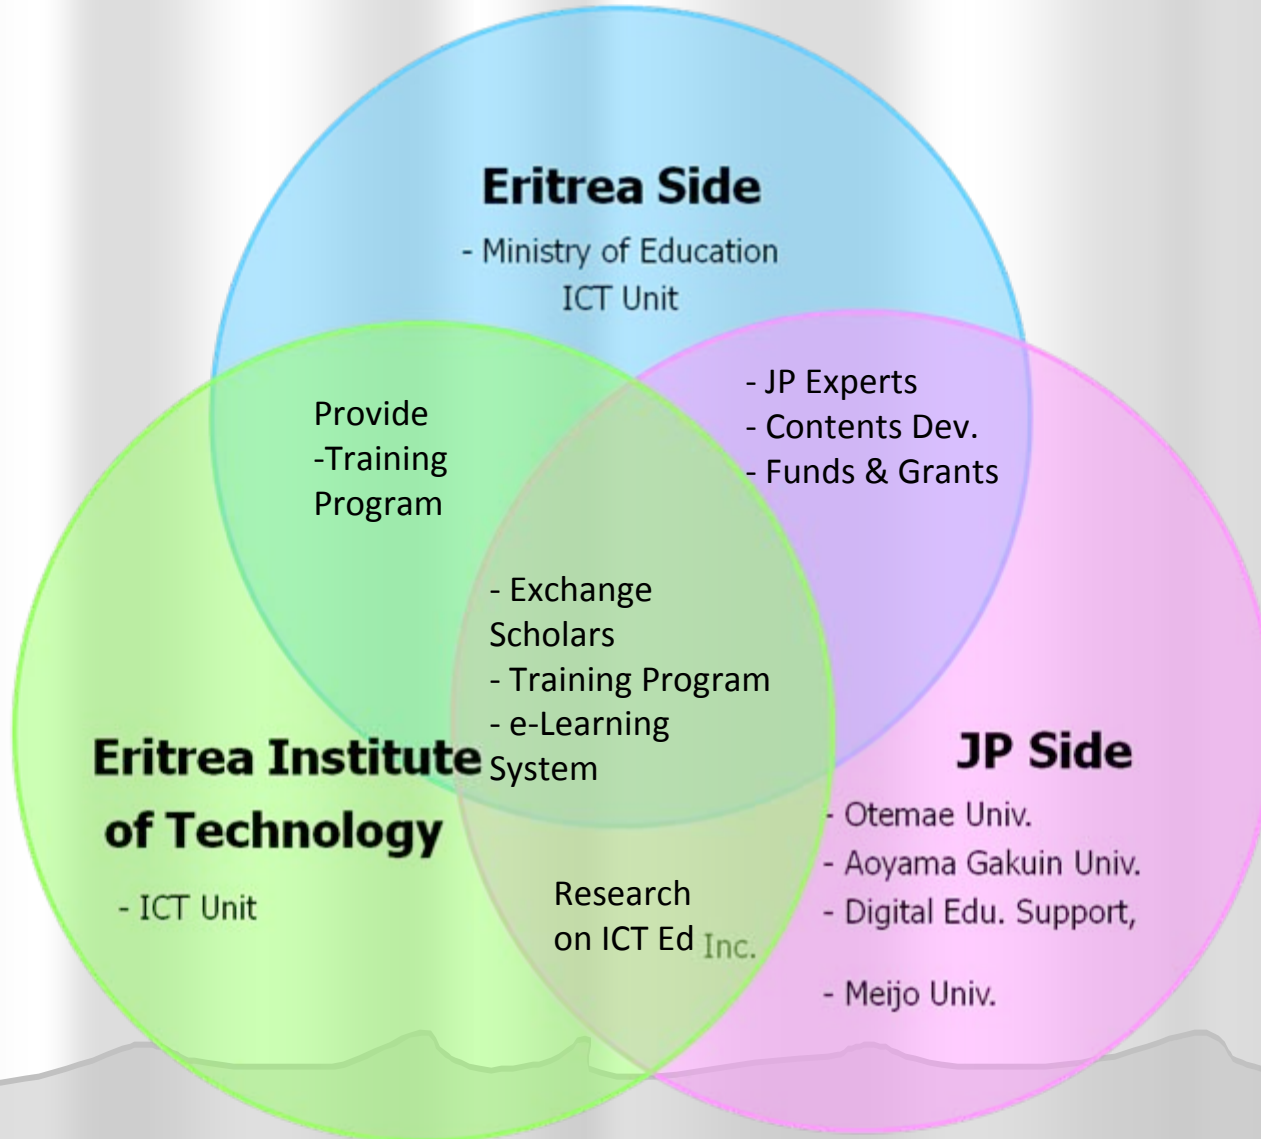 Eritrea Side
- Ministry of Education
ICT Unit
Provide
-Training
Program
- JP Experts
- Contents Dev.
- Funds & Grants
- Exchange
Scholars
- Training Program
- e-Learning
System
Eritrea Institute
of Technology
- ICT Unit
JP Side
- Otemae Univ.
- Aoyama Gakuin Univ.
- Digital Edu. Support,
Inc.
- Meijo Univ.
Research
on ICT Ed